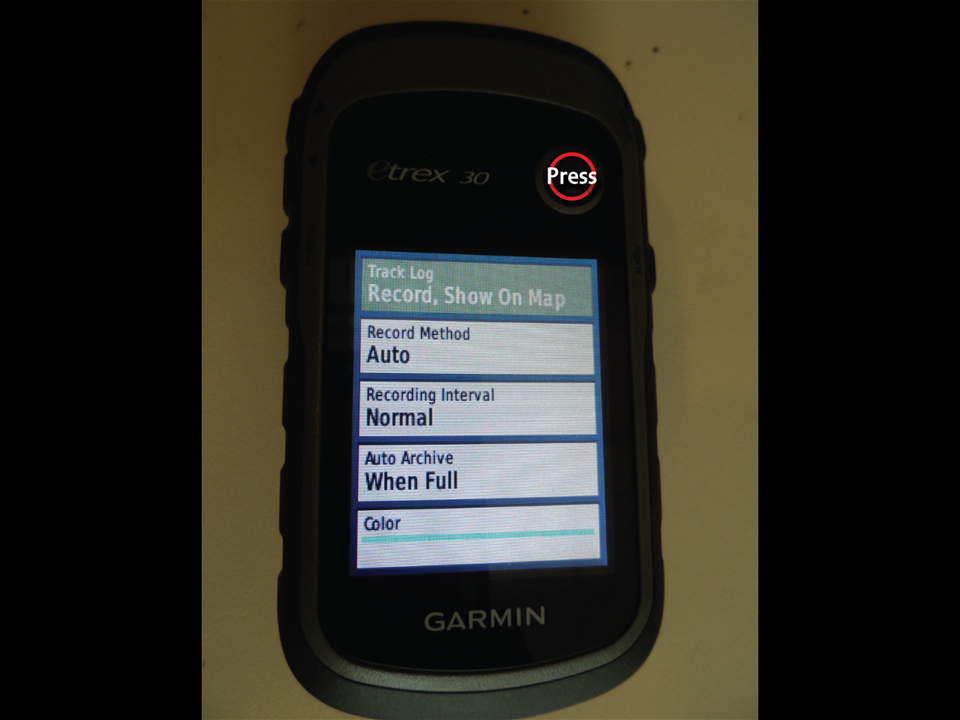 etrex 30
Press
Track Log
Record, Show On Map
Record Method
Auto
Recording Interval
Normal
Auto Archive
When Full
Color
GARMIN